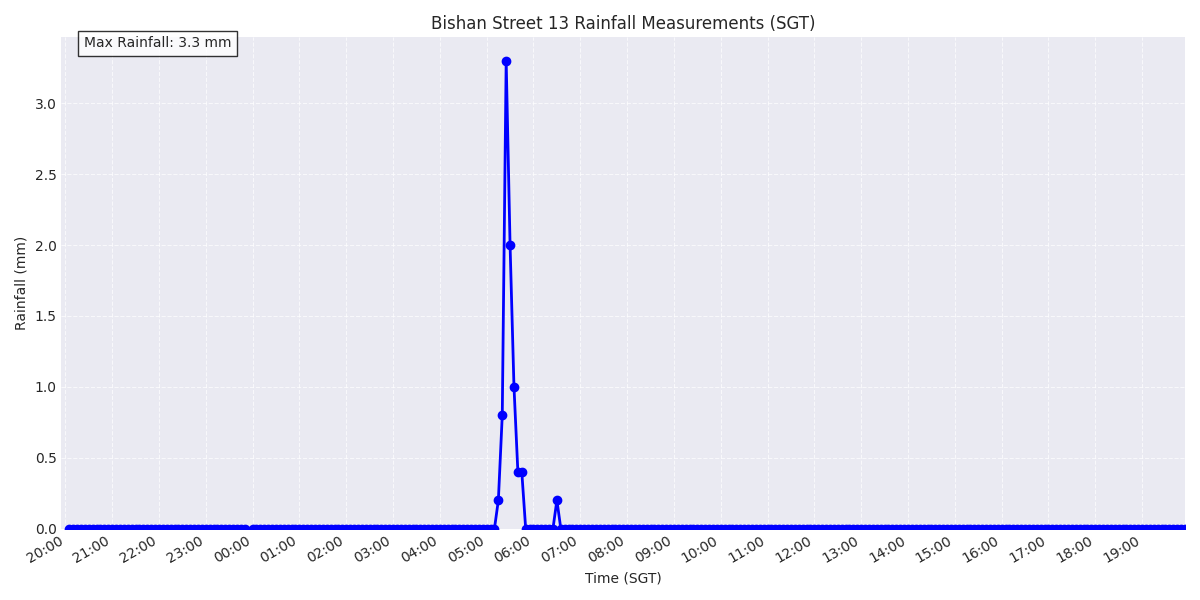 Bishan Street 13 Rainfall Measurements (SGT)
Max Rainfall: 3.3 mm
Rainfall (mm)
3.0
2.5
2.0
1.5
1.0
0.5
0.0
20:00 21:00 22:00 23:00 00:00 01:00 02:00 03:00 04:00 05:00 06:00 07:00 08:00 09:00 10:00 11:00 12:00 13:00 14:00 15:00 16:00 17:00 18:00 19:00
Time (SGT)